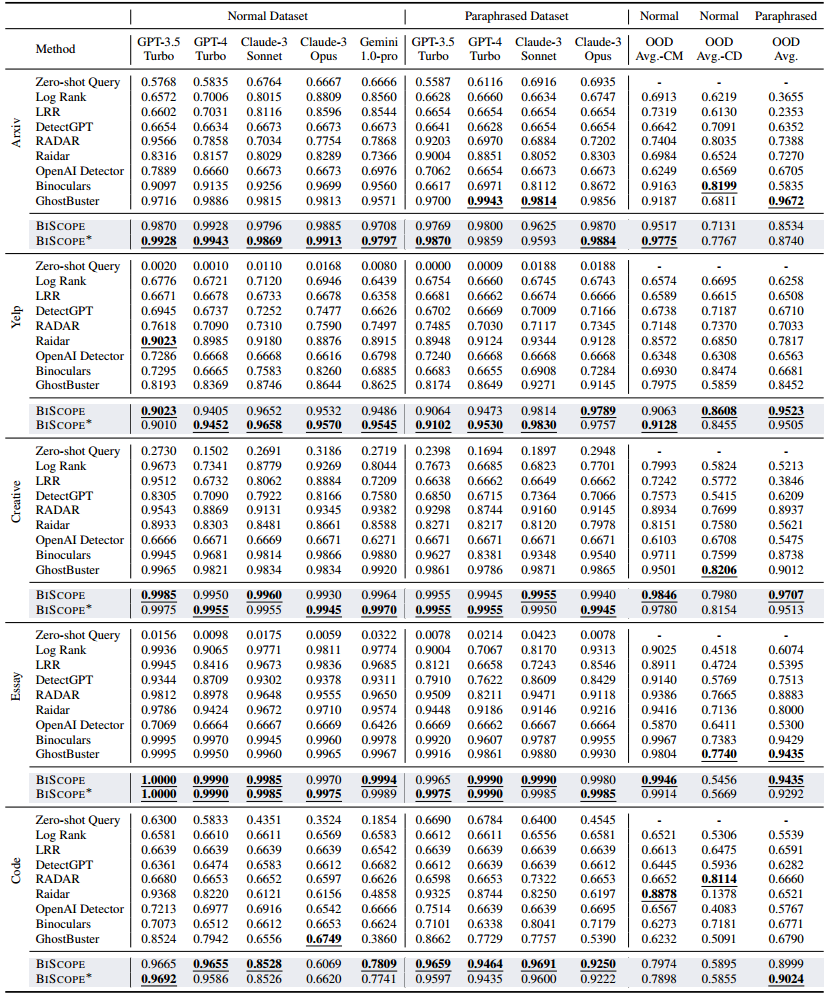 Normal Dataset Paraphrased Dataset Normal Normal Paraphrased
Method GPT-3.5 Turbo GPT-4 Turbo Claude-3 Sonnet Claude-3 Opus Gemini 1.0-pro GPT-3.5 Turbo GPT-4 Turbo Claude-3 Sonnet Claude-3 Opus OOD Avg.-CM OOD Avg.-CD OOD Avg.
Arxiv
Zero-shot Query 0.5768 0.5835 0.6764 0.6667 0.6666 0.5587 0.6116 0.6916 0.6935 - - -
Log Rank 0.6572 0.7006 0.8015 0.8809 0.8560 0.6628 0.6660 0.6634 0.6747 0.6913 0.6219 0.3655
LRR 0.6602 0.7031 0.8116 0.8596 0.8544 0.6654 0.6654 0.6654 0.6654 0.7319 0.6130 0.2353
DetectGPT 0.6654 0.6634 0.6673 0.6673 0.6673 0.6641 0.6628 0.6654 0.6654 0.6642 0.7091 0.6352
RADAR 0.9566 0.7858 0.7034 0.7754 0.7868 0.9203 0.6970 0.6884 0.7202 0.7404 0.8035 0.7388
Raidar 0.8316 0.8157 0.8029 0.8289 0.7366 0.9004 0.8851 0.8052 0.8303 0.6984 0.6524 0.7270
OpenAI Detector 0.7889 0.6660 0.6673 0.6673 0.6976 0.7062 0.6654 0.6673 0.6673 0.6249 0.6569 0.6705
Binoculars 0.9097 0.9135 0.9256 0.9699 0.9560 0.6617 0.6971 0.8112 0.8672 0.9163 0.8199 0.5835
GhostBuster 0.9716 0.9886 0.9815 0.9813 0.9571 0.9700 0.9943 0.9814 0.9856 0.9187 0.6811 0.9672
BISCOPE 0.9870 0.9928 0.9796 0.9885 0.9708 0.9769 0.9800 0.9625 0.9870 0.9517 0.7131 0.8534
BISCOPE* 0.9928 0.9943 0.9869 0.9913 0.9797 0.9870 0.9859 0.9593 0.9884 0.9775 0.7767 0.8740
Yelp
Zero-shot Query 0.0020 0.0010 0.0110 0.0168 0.0080 0.0000 0.0009 0.0188 0.0188 - - -
Log Rank 0.6776 0.6721 0.7120 0.6946 0.6439 0.6754 0.6660 0.6745 0.6743 0.6574 0.6695 0.6258
LRR 0.6671 0.6678 0.6733 0.6678 0.6358 0.6681 0.6662 0.6674 0.6666 0.6589 0.6615 0.6508
DetectGPT 0.6945 0.6737 0.7252 0.7477 0.6626 0.6702 0.6669 0.7009 0.7166 0.6738 0.7187 0.6710
RADAR 0.7618 0.7090 0.7310 0.7590 0.7497 0.7485 0.7030 0.7117 0.7345 0.7148 0.7370 0.7033
Raidar 0.9023 0.8985 0.9180 0.8876 0.8915 0.8948 0.9124 0.9344 0.9128 0.8572 0.6850 0.7817
OpenAI Detector 0.7286 0.6668 0.6668 0.6616 0.6798 0.7240 0.6668 0.6668 0.6668 0.6348 0.6308 0.6563
Binoculars 0.7295 0.6665 0.7583 0.8260 0.6885 0.6683 0.6655 0.6908 0.7284 0.6930 0.8474 0.6681
GhostBuster 0.8193 0.8369 0.8746 0.8644 0.8625 0.8174 0.8649 0.9271 0.9145 0.7975 0.5859 0.8452
BISCOPE 0.9023 0.9405 0.9652 0.9532 0.9486 0.9064 0.9473 0.9814 0.9789 0.9063 0.8608 0.9523
BISCOPE* 0.9010 0.9452 0.9658 0.9570 0.9545 0.9102 0.9530 0.9830 0.9757 0.9128 0.8455 0.9505
Creative
Zero-shot Query 0.2730 0.1502 0.2691 0.3186 0.2719 0.2398 0.1694 0.1897 0.2948 - - -
Log Rank 0.9673 0.7341 0.8779 0.9269 0.8044 0.7673 0.6685 0.6823 0.7701 0.7993 0.5824 0.5213
LRR 0.9512 0.6732 0.8062 0.8884 0.7209 0.6638 0.6662 0.6649 0.6662 0.7242 0.5772 0.3846
DetectGPT 0.8305 0.7090 0.7922 0.8166 0.7580 0.6850 0.6715 0.7364 0.7066 0.7573 0.5415 0.6209
RADAR 0.9543 0.8869 0.9131 0.9345 0.9382 0.9298 0.8744 0.9160 0.9145 0.8934 0.7699 0.8937
Raidar 0.8933 0.8303 0.8481 0.8661 0.8588 0.8271 0.8217 0.8120 0.7978 0.8151 0.7580 0.5621
OpenAI Detector 0.6666 0.6671 0.6669 0.6671 0.6271 0.6671 0.6671 0.6671 0.6671 0.6103 0.6708 0.5475
Binoculars 0.9945 0.9681 0.9814 0.9866 0.9880 0.9627 0.8381 0.9348 0.9540 0.9711 0.7599 0.8738
GhostBuster 0.9965 0.9821 0.9834 0.9834 0.9920 0.9861 0.9786 0.9871 0.9865 0.9501 0.8206 0.9012
BISCOPE 0.9985 0.9950 0.9960 0.9930 0.9964 0.9955 0.9945 0.9955 0.9940 0.9846 0.7980 0.9707
BISCOPE* 0.9975 0.9955 0.9955 0.9945 0.9970 0.9955 0.9955 0.9950 0.9945 0.9780 0.8154 0.9513
Essay
Zero-shot Query 0.0156 0.0098 0.0175 0.0059 0.0322 0.0078 0.0214 0.0423 0.0078 - - -
Log Rank 0.9936 0.9065 0.9771 0.9811 0.9774 0.9004 0.7067 0.8170 0.9313 0.9025 0.4518 0.6074
LRR 0.9945 0.8416 0.9673 0.9836 0.9685 0.8121 0.6658 0.7243 0.8546 0.8911 0.4724 0.5395
DetectGPT 0.9344 0.8709 0.9302 0.9378 0.9311 0.7910 0.7622 0.8609 0.8429 0.9140 0.5769 0.7513
RADAR 0.9812 0.8978 0.9648 0.9555 0.9650 0.9509 0.8211 0.9471 0.9118 0.9386 0.7665 0.8883
Raidar 0.9786 0.9424 0.9672 0.9710 0.9574 0.9448 0.9186 0.9146 0.9216 0.9416 0.7136 0.8000
OpenAI Detector 0.7069 0.6664 0.6667 0.6669 0.6426 0.6669 0.6662 0.6667 0.6664 0.5870 0.6411 0.5300
Binoculars 0.9995 0.9970 0.9945 0.9960 0.9978 0.9920 0.9607 0.9787 0.9955 0.9967 0.7383 0.9429
GhostBuster 0.9995 0.9950 0.9960 0.9965 0.9967 0.9916 0.9861 0.9880 0.9930 0.9804 0.7740 0.9435
BISCOPE 1.0000 0.9990 0.9985 0.9970 0.9994 0.9965 0.9990 0.9990 0.9980 0.9946 0.5456 0.9435
BISCOPE* 1.0000 0.9990 0.9985 0.9975 0.9989 0.9975 0.9990 0.9985 0.9985 0.9914 0.5669 0.9292
Code
Zero-shot Query 0.6300 0.5833 0.4351 0.3524 0.1854 0.6690 0.6784 0.6400 0.4545 - - -
Log Rank 0.6581 0.6610 0.6611 0.6569 0.6583 0.6612 0.6611 0.6556 0.6581 0.6521 0.5306 0.5539
LRR 0.6639 0.6639 0.6639 0.6639 0.6542 0.6639 0.6639 0.6639 0.6639 0.6613 0.6475 0.6591
DetectGPT 0.6361 0.6474 0.6583 0.6612 0.6682 0.6612 0.6639 0.6639 0.6612 0.6445 0.5936 0.6282
RADAR 0.6680 0.6653 0.6652 0.6597 0.6626 0.6598 0.6653 0.7322 0.6653 0.6652 0.8114 0.6660
Raidar 0.9368 0.8220 0.6121 0.6156 0.4858 0.9325 0.8744 0.8250 0.6197 0.8878 0.1378 0.6521
OpenAI Detector 0.7213 0.6977 0.6916 0.6542 0.6666 0.7514 0.6639 0.6639 0.6695 0.6567 0.4083 0.5767
Binoculars 0.7073 0.6512 0.6612 0.6653 0.6624 0.7101 0.6338 0.8041 0.7179 0.6273 0.7181 0.6771
GhostBuster 0.8524 0.7942 0.6556 0.6749 0.3860 0.8662 0.7729 0.7757 0.5390 0.6232 0.5091 0.6790
BISCOPE 0.9665 0.9655 0.8528 0.6069 0.7809 0.9659 0.9464 0.9691 0.9250 0.7974 0.5895 0.8999
BISCOPE* 0.9692 0.9586 0.8526 0.6620 0.7741 0.9597 0.9435 0.9600 0.9222 0.7898 0.5855 0.9024